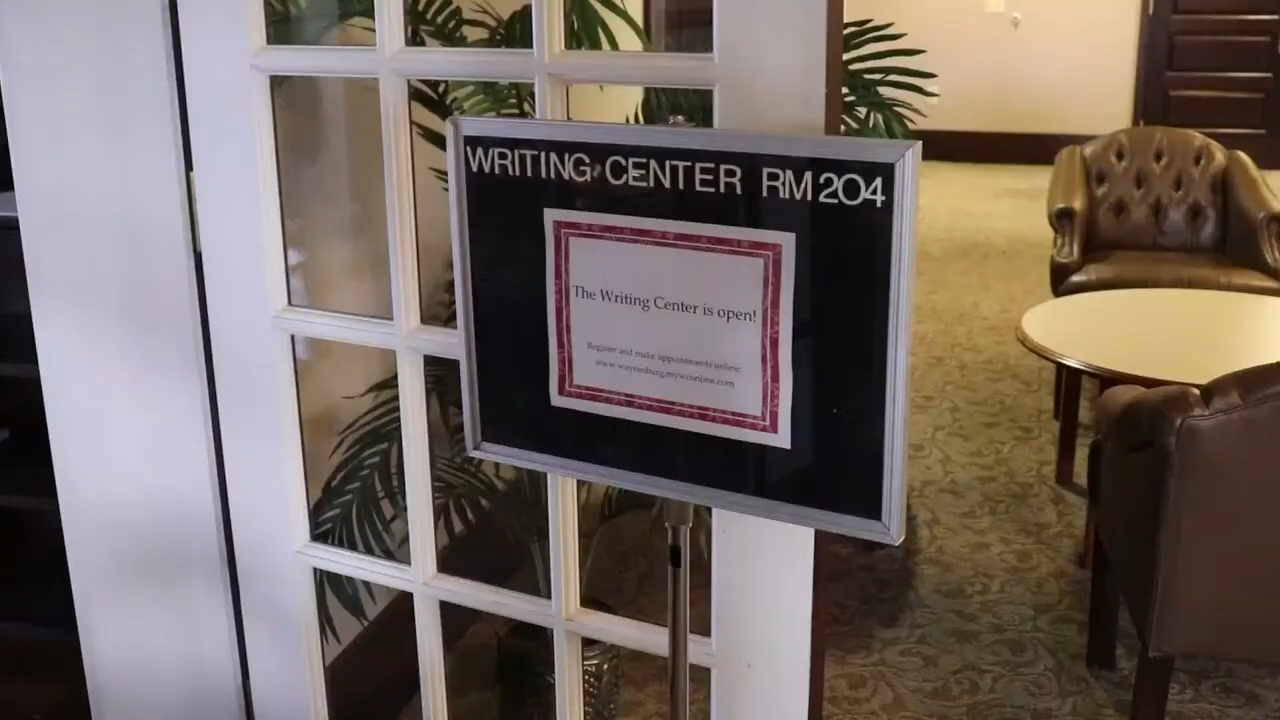 WRITING CENTER RM 204
The Writing Center is open!
Register and make appointments online:
www.waynesburg.mywconline.com